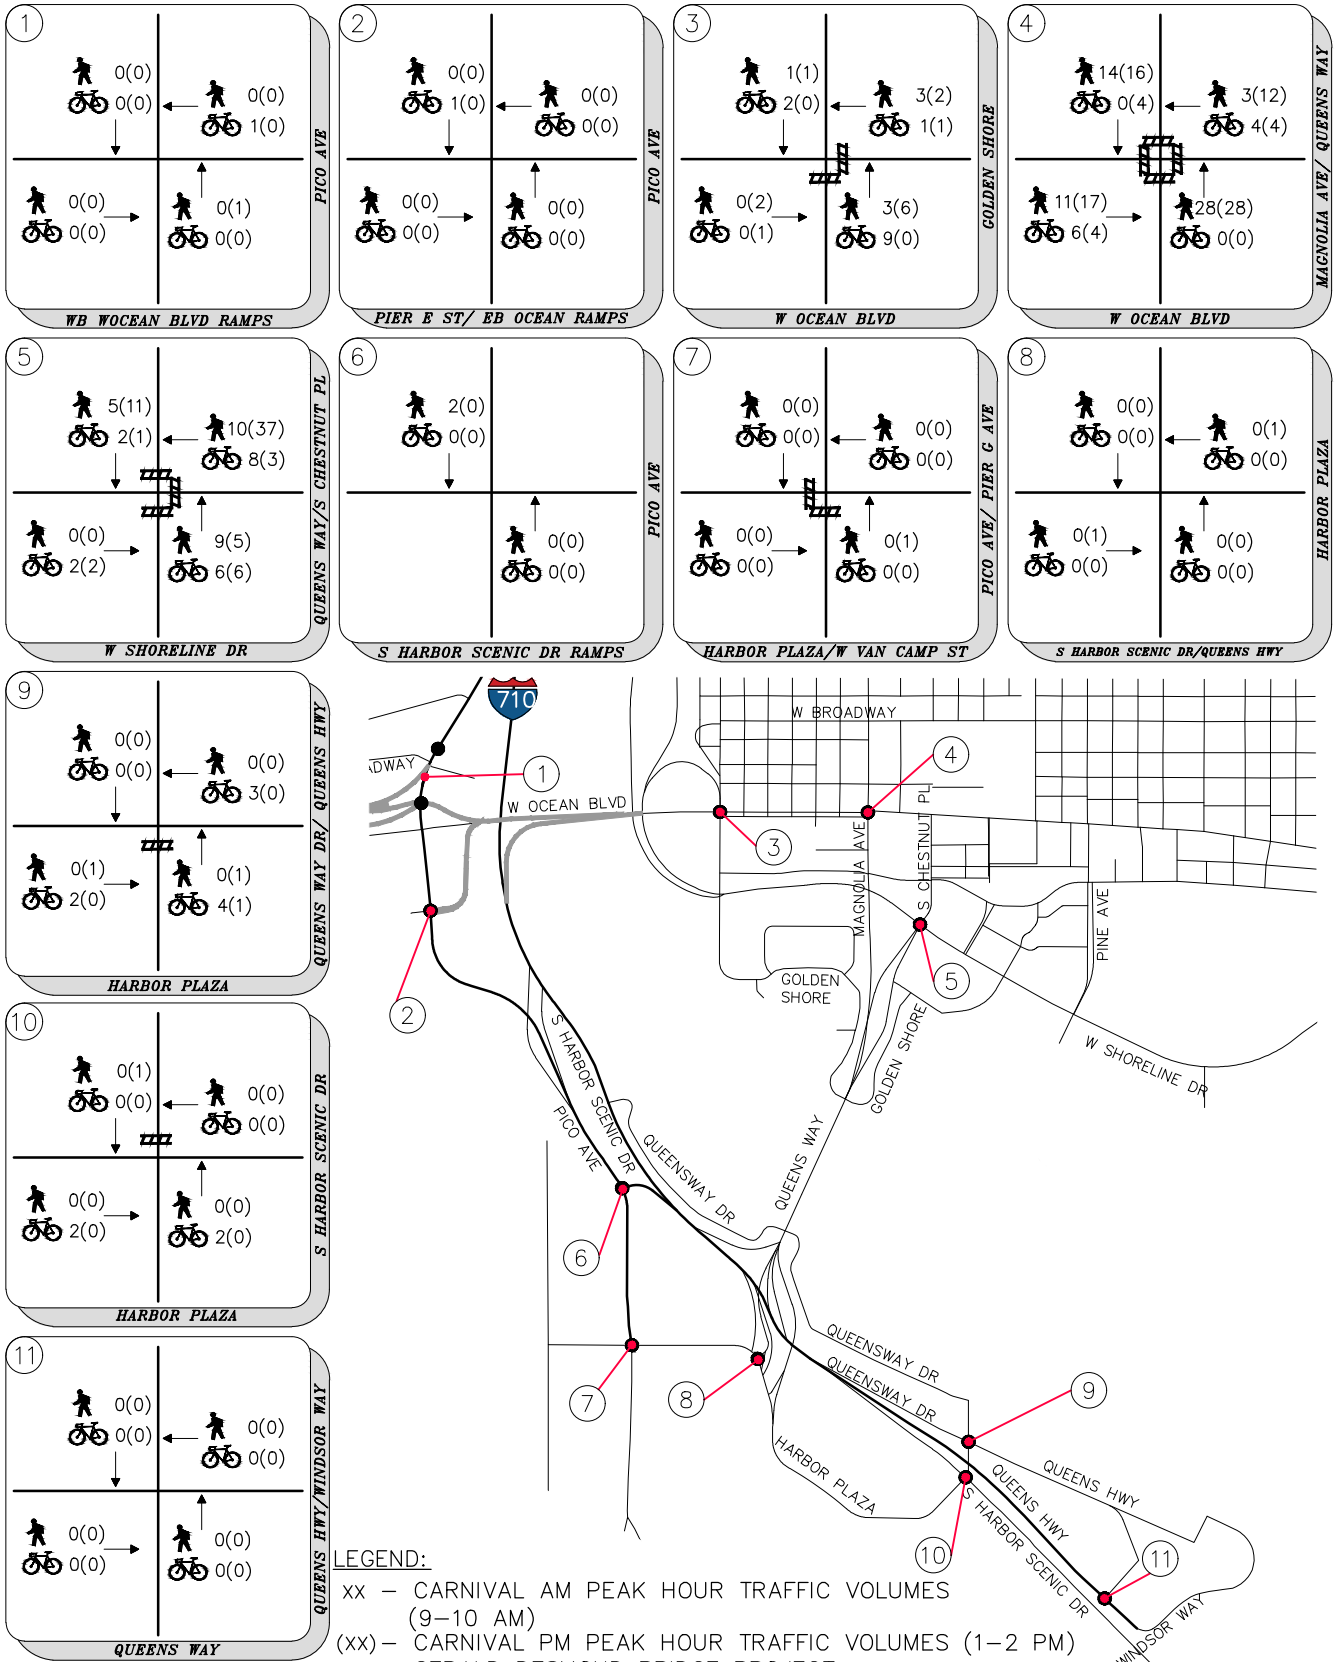 1
0(0)
0(0)
0(0)
1(0)
0(0)
0(0)
0(1)
0(0)
PICO AVE
WB WOCEAN BLVD RAMPS
2
0(0)
1(0)
0(0)
0(0)
0(0)
0(0)
0(0)
0(0)
PICO AVE
PIER E ST/ EB OCEAN RAMPS
3
1(1)
2(0)
3(2)
1(1)
0(2)
0(1)
3(6)
9(0)
GOLDEN SHORE
W OCEAN BLVD
4
14(16)
0(4)
3(12)
4(4)
11(17)
6(4)
28(28)
0(0)
MAGNOLIA AVE/ QUEENS WAY
W OCEAN BLVD
5
5(11)
2(1)
10(37)
8(3)
0(0)
2(2)
9(5)
6(6)
QUEENS WAY/S CHESTNUT PL
W SHORELINE DR
6
2(0)
0(0)
0(0)
0(0)
PICO AVE
S HARBOR SCENIC DR RAMPS
7
0(0)
0(0)
0(0)
0(0)
0(0)
0(0)
0(1)
0(0)
PICO AVE/ PIER G AVE
HARBOR PLAZA/W VAN CAMP ST
8
0(0)
0(0)
0(1)
0(0)
0(1)
0(0)
0(0)
0(0)
HARBOR PLAZA
S HARBOR SCENIC DR/QUEENS HWY
9
0(0)
0(0)
0(0)
3(0)
0(1)
2(0)
0(1)
4(1)
QUEENS WAY DR/ QUEENS HWY
HARBOR PLAZA
10
0(1)
0(0)
0(0)
0(0)
0(0)
2(0)
0(0)
2(0)
S HARBOR SCENIC DR
HARBOR PLAZA
11
0(0)
0(0)
0(0)
0(0)
0(0)
0(0)
0(0)
0(0)
QUEENS HWY/WINDSOR WAY
QUEENS WAY
710
W BROADWAY
ADWAY
1
4
W OCEAN BLVD
3
MAGNOLIA AVE
S CHESTNUT PL
PINE AVE
5
GOLDEN
SHORE
2
GOLDEN SHORE
W SHORELINE DR
S HARBOR SCENIC DR
PICO AVE
QUEENSWAY DR
QUEENS WAY
6
7
8
QUEENSWAY DR
QUEENSWAY DR
9
HARBOR PLAZA
QUEENS HWY
QUEENS HWY
S HARBOR SCENIC DR
10
11
WINDSOR WAY
LEGEND:
xx – CARNIVAL AM PEAK HOUR TRAFFIC VOLUMES
(9–10 AM)
(xx)– CARNIVAL PM PEAK HOUR TRAFFIC VOLUMES (1–2 PM)